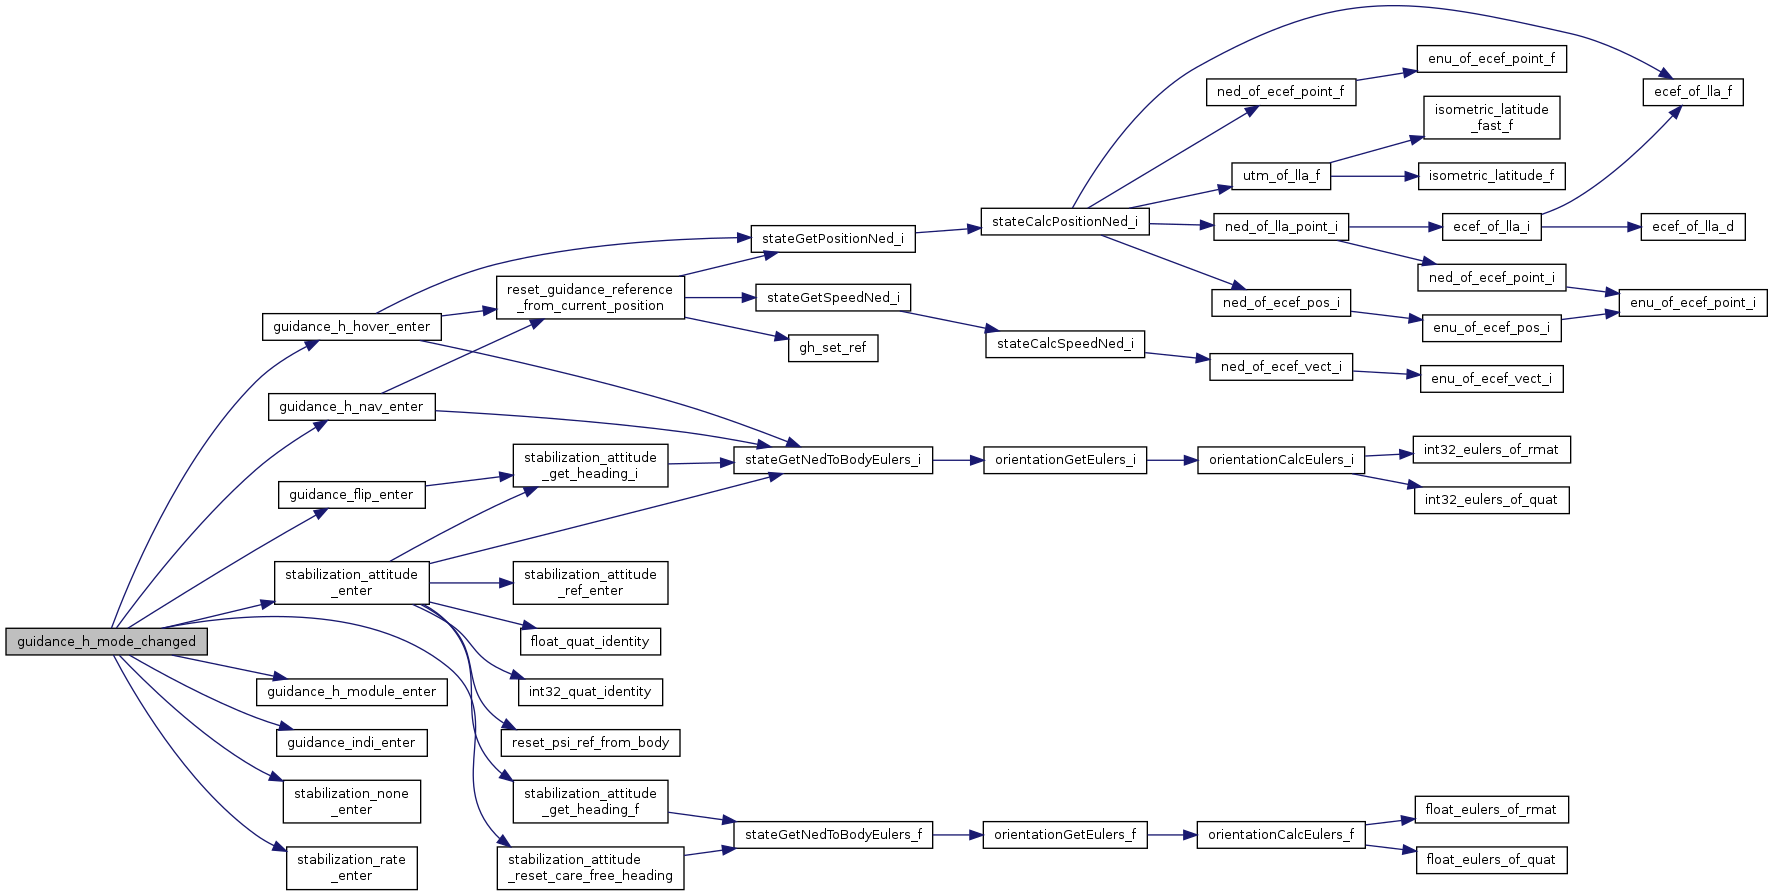 guidance_h_mode_changed
guidance_h_hover_enter
guidance_h_nav_enter
guidance_flip_enter
stabilization_attitude
_enter
guidance_h_module_enter
guidance_indi_enter
stabilization_none
_enter
stabilization_rate
_enter
reset_guidance_reference
_from_current_position
stabilization_attitude
_get_heading_i
stabilization_attitude
_ref_enter
float_quat_identity
int32_quat_identity
reset_psi_ref_from_body
stabilization_attitude
_get_heading_f
stabilization_attitude
_reset_care_free_heading
stateGetPositionNed_i
stateGetSpeedNed_i
gh_set_ref
stateGetNedToBodyEulers_i
stateGetNedToBodyEulers_f
stateCalcPositionNed_i
stateCalcSpeedNed_i
orientationGetEulers_i
orientationGetEulers_f
ned_of_ecef_point_f
utm_of_lla_f
ned_of_lla_point_i
ned_of_ecef_pos_i
ned_of_ecef_vect_i
orientationCalcEulers_i
orientationCalcEulers_f
enu_of_ecef_point_f
isometric_latitude
_fast_f
isometric_latitude_f
ecef_of_lla_i
ned_of_ecef_point_i
enu_of_ecef_pos_i
enu_of_ecef_vect_i
int32_eulers_of_rmat
int32_eulers_of_quat
float_eulers_of_rmat
float_eulers_of_quat
ecef_of_lla_f
ecef_of_lla_d
enu_of_ecef_point_i